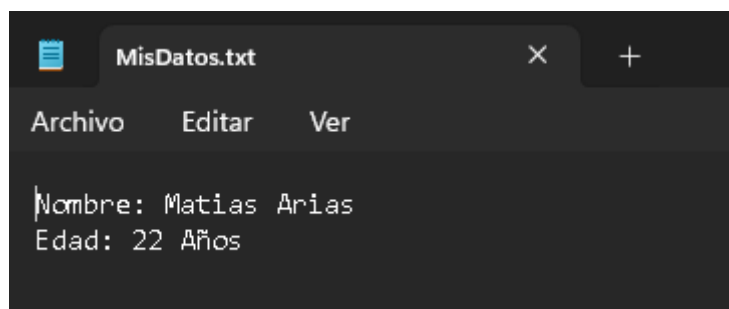 MisDatos.txt
Archivo Editar Ver
Nombre: Matias Arias
Edad: 22 Años